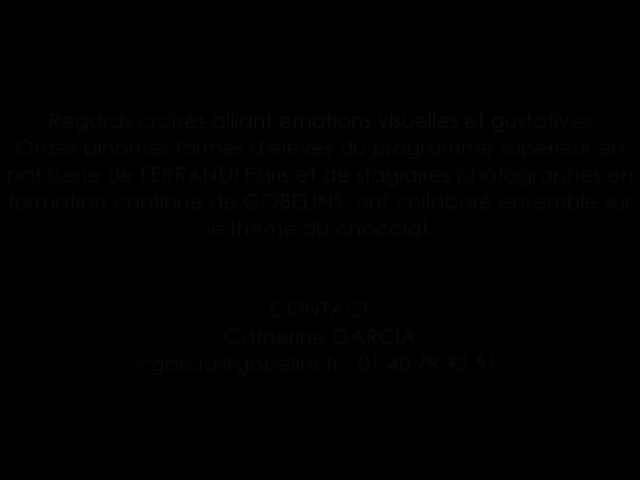 Regards croisés alliant émotions visuelles et gustatives
Onzes binômes formés d'élèves du programme supérieur en
pâtisserie de FERRANDI Paris et de stagiaires photographes en
formation continue de GOBELINS, ont collaboré ensemble sur
le thème du chocolat.
CONTACT
Catherine GARCIA
cgarcia@gobelins.fr - 01 40 79 92 51